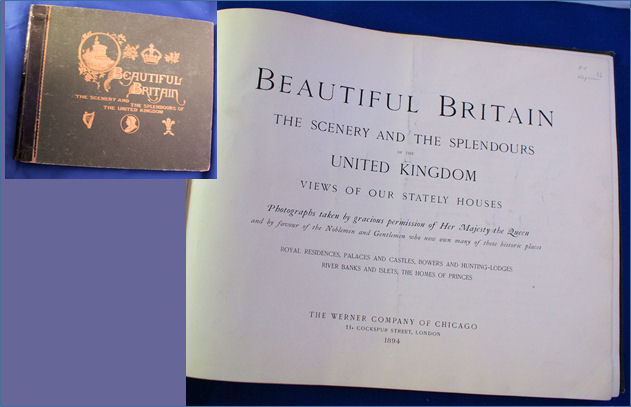 BEAUTIFUL
BRITAIN
THE SCENERY AND THE SPLENDOURS OF
THE UNITED KINGDOM
BEAUTIFUL BRITAIN
THE SCENERY AND THE SPLENDOURS
OF THE
UNITED KINGDOM
VIEWS OF OUR STATELY HOUSES
Photographs taken by gracious permission of Her Majesty the Queen
and by favour of the Noblemen and Gentlemen who now own many of these historic places
ROYAL RESIDENCES, PALACES AND CASTLES, BOWERS AND HUNTING-LODGES
RIVER BANKS AND ISLETS, THE HOMES OF PRINCES
THE WERNER COMPANY OF CHICAGO
COCKSPUR STREET, LONDON
1894